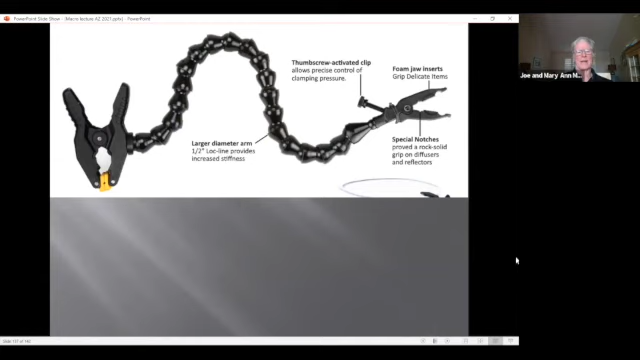 PowerPoint Slide Show - [Macro lecture AZ 2021.pptx]
Thumbscrew-activated clip
allows precise control of
clamping pressure.
Foam jaw inserts
Grip Delicate Items
Joe and Mary Ann M...
Larger diameter arm
1/2" Loc-line provides
increased stiffness
Special Notches
proved a rock-solid
grip on diffusers
and reflectors